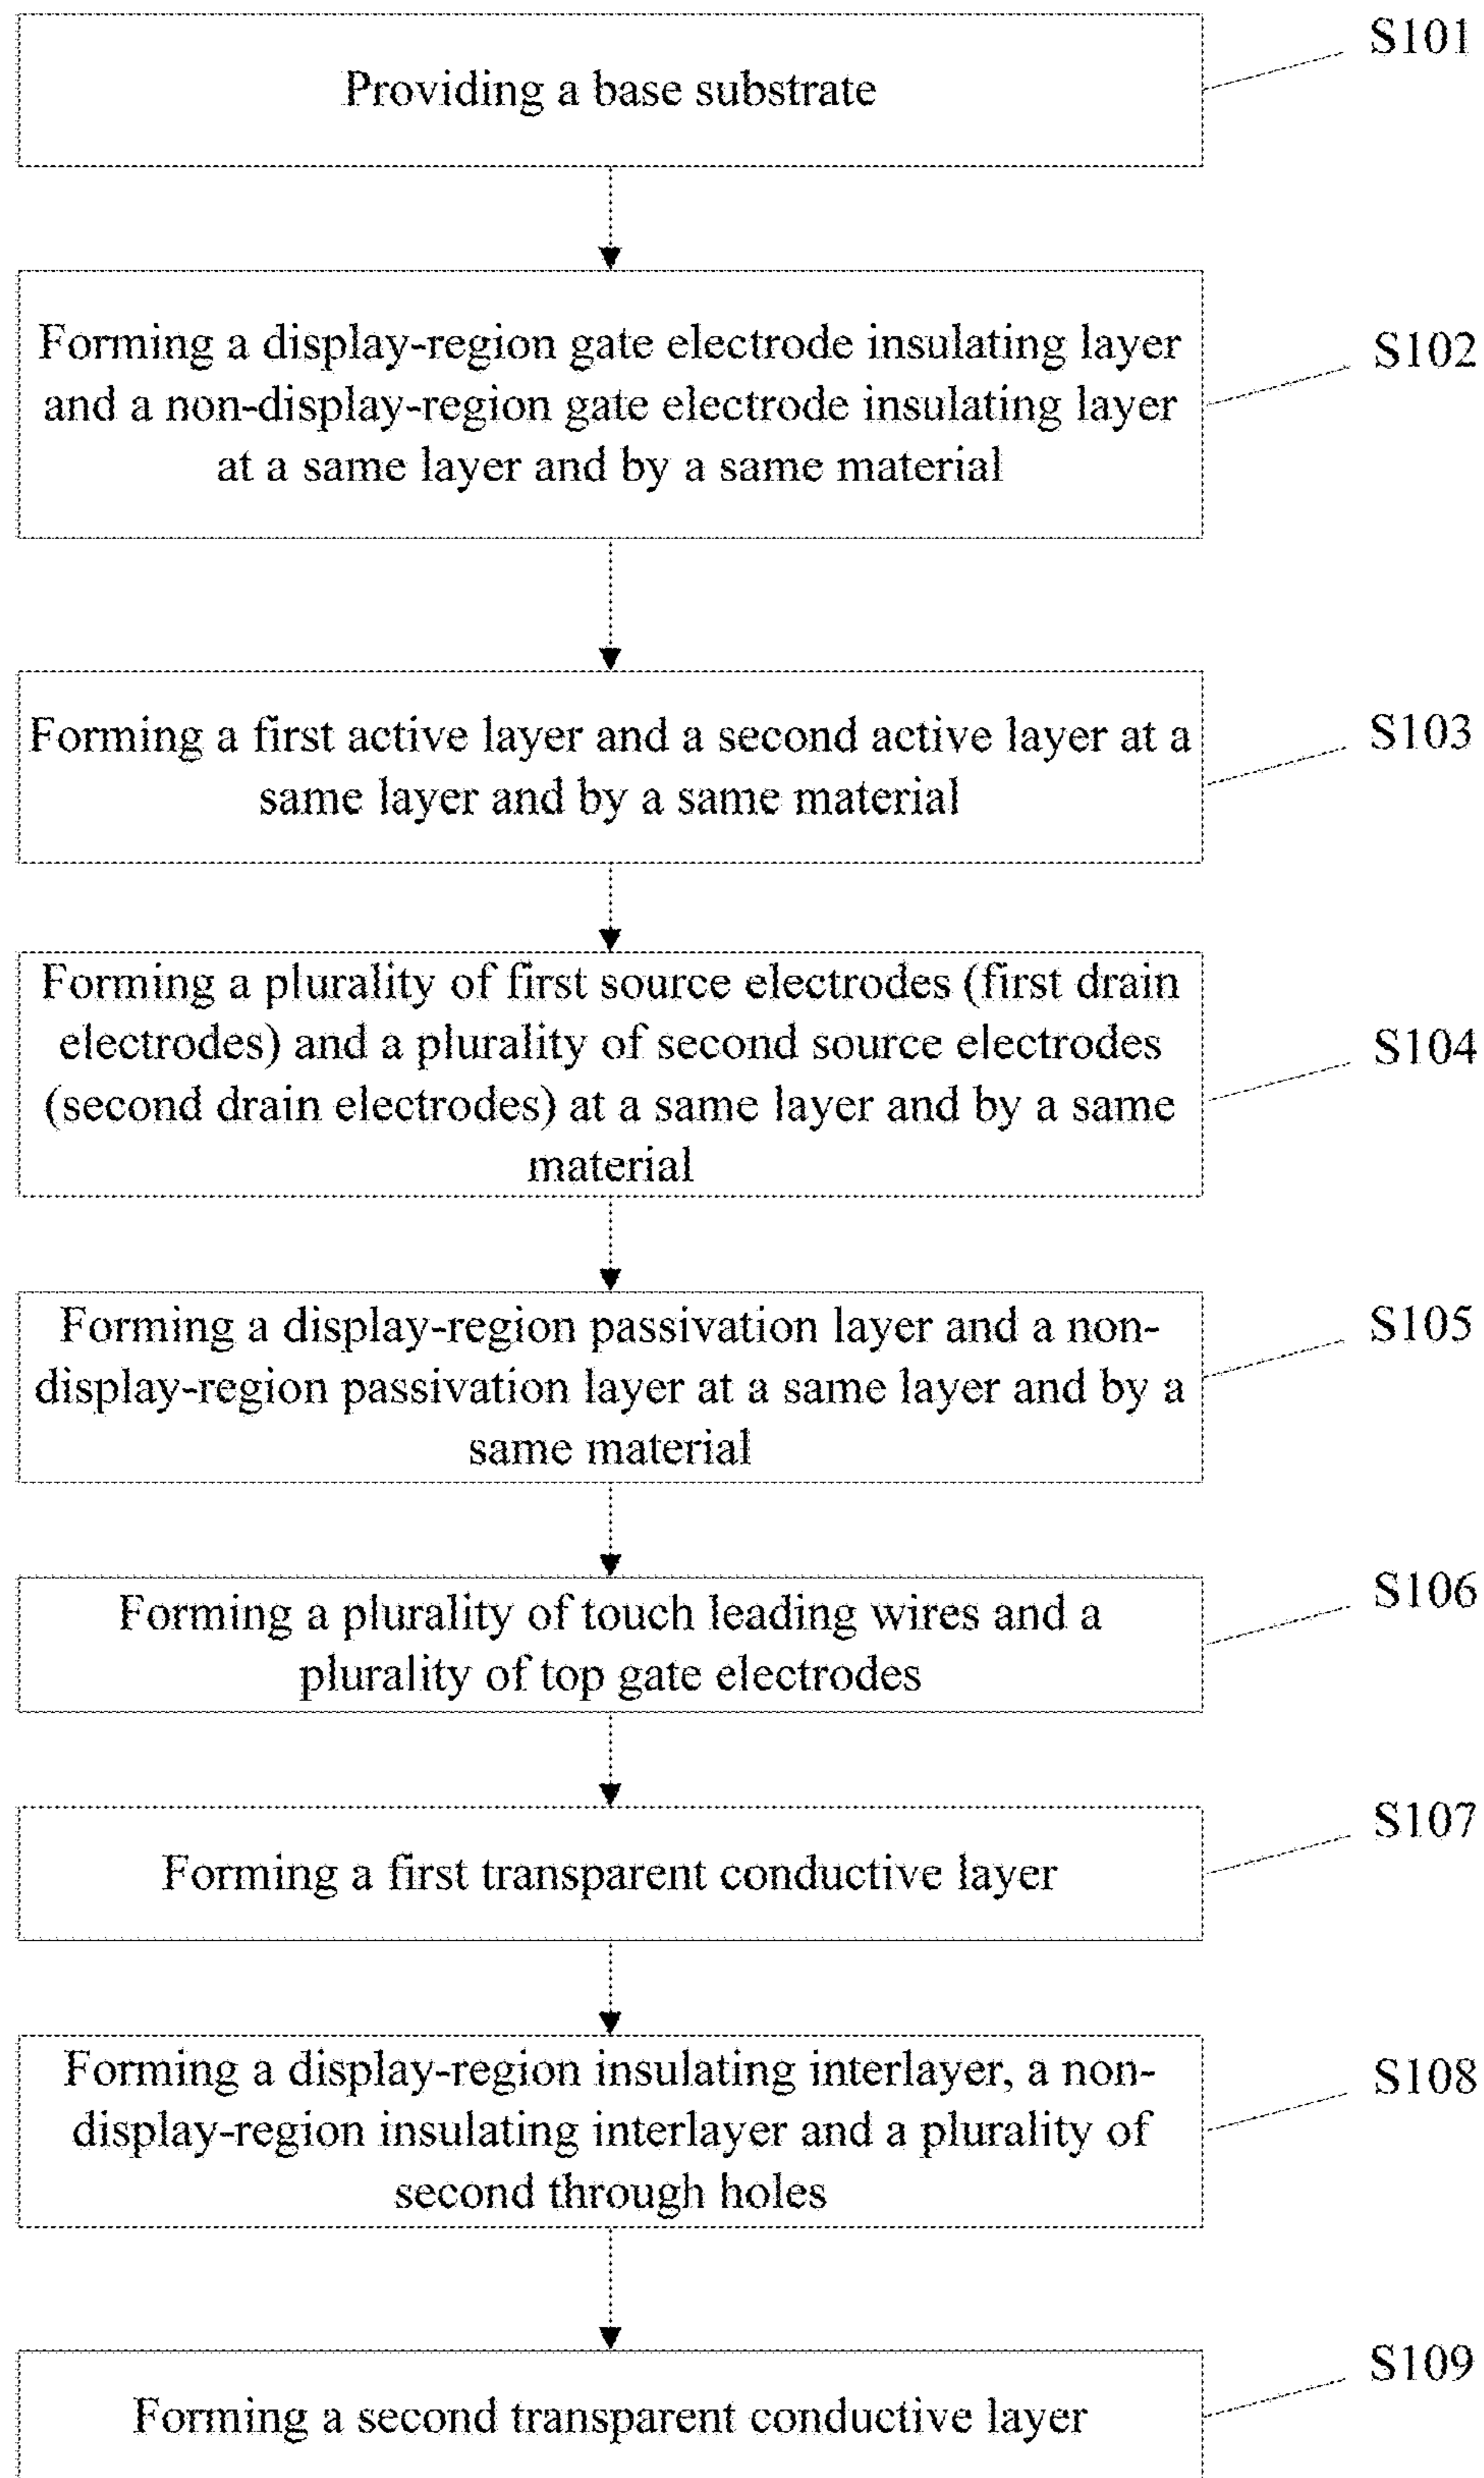 S101
Providing a base substrate
Forming a display-region gate electrode insulating layer
and a non-display-region gate electrode insulating layer
at a same layer and by a same material
S102
Forming a first active layer and a second active layer at a
same layer and by a same material
S103
Forming a plurality of first source electrodes (first drain
electrodes) and a plurality of second source electrodes
(second drain electrodes) at a same layer and by a same
material
S104
Forming a display-region passivation layer and a non-
display-region passivation layer at a same layer and by a
same material
S105
Forming a plurality of touch leading wires and a
plurality of top gate electrodes
S106
Forming a first transparent conductive layer
S107
Forming a display-region insulating interlayer, a non-
display-region insulating interlayer and a plurality of
second through holes
S108
Forming a second transparent conductive layer
S109